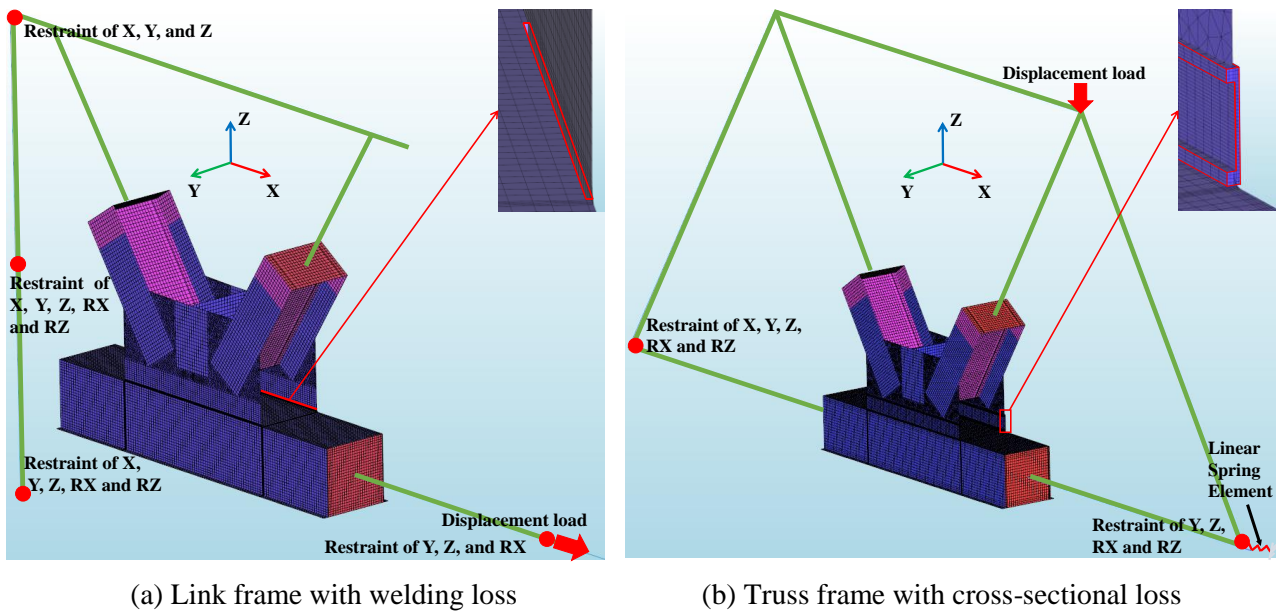 Restraint of X, Y, and Z
Z
Y
X
Restraint of
X, Y, Z, RX
and RZ
Restraint of X,
Y, Z, RX and RZ
Displacement load
Restraint of Y, Z, and RX
(a) Link frame with welding loss
Displacement load
Z
Y
X
Restraint of X, Y, Z,
RX and RZ
Linear
Spring
Element
Restraint of Y, Z,
RX and RZ
(b) Truss frame with cross-sectional loss